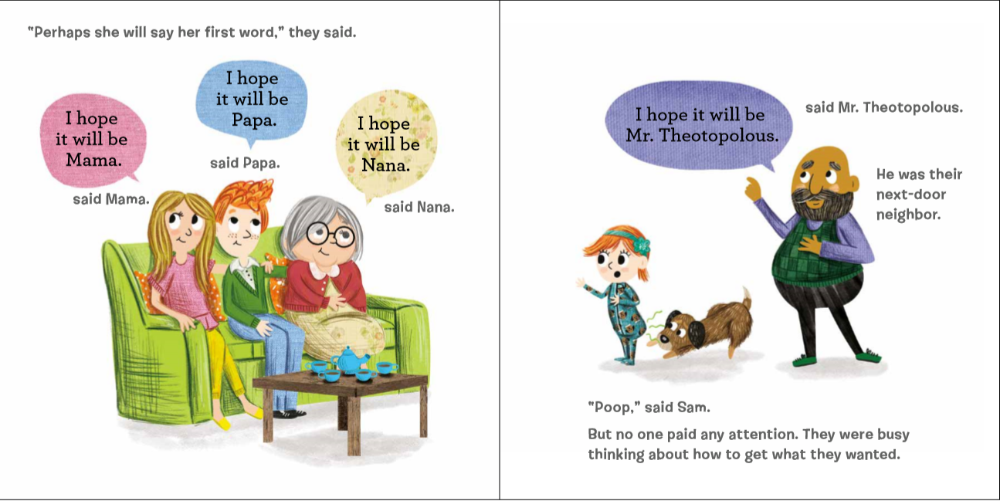 “Perhaps she will say her first word,” they said.
I hope
it will be
Mama.
said Mama.
I hope
it will be
Papa.
said Papa.
I hope
it will be
Nana.
said Nana.
I hope it will be
Mr. Theotopolous.
said Mr. Theotopolous.
He was their
next-door
neighbor.
“Poop,” said Sam.
But no one paid any attention. They were busy
thinking about how to get what they wanted.